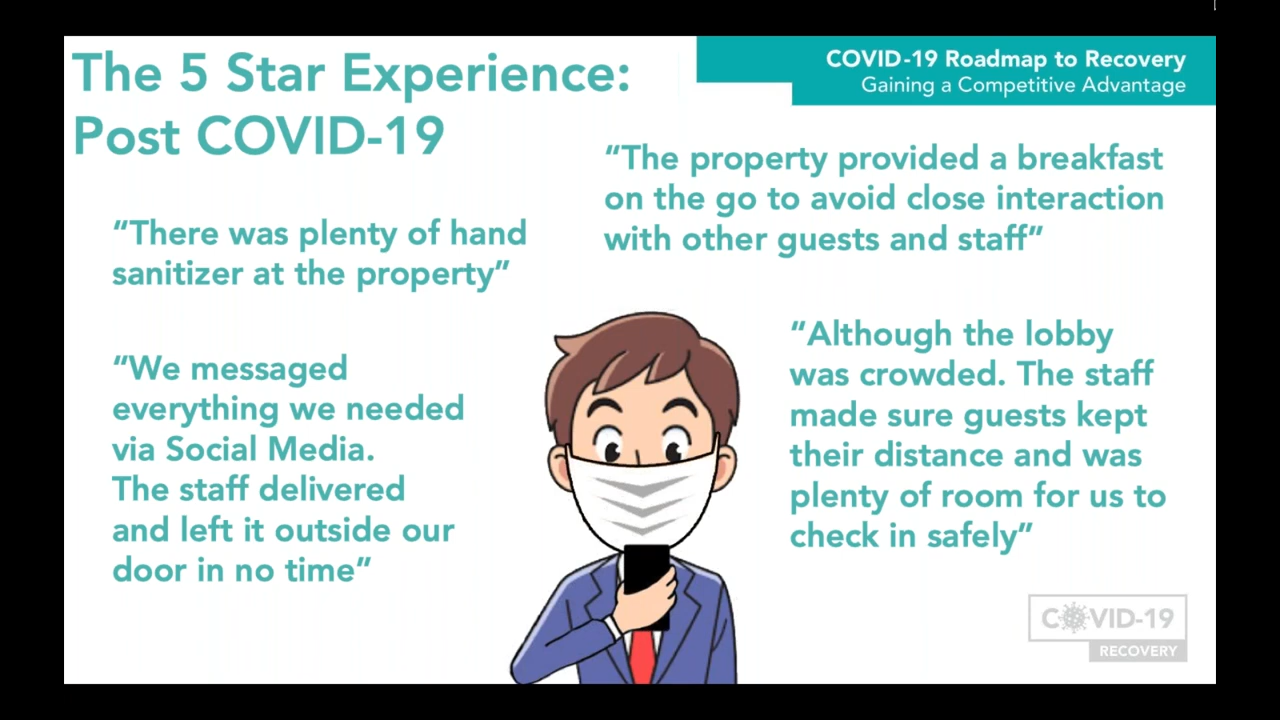 The 5 Star Experience:
Post COVID-19
COVID-19 Roadmap to Recovery
Gaining a Competitive Advantage
“There was plenty of hand
sanitizer at the property”
“The property provided a breakfast
on the go to avoid close interaction
with other guests and staff”
“We messaged
everything we needed
via Social Media.
The staff delivered
and left it outside our
door in no time”
“Although the lobby
was crowded. The staff
made sure guests kept
their distance and was
plenty of room for us to
check in safely”
COVID-19
RECOVERY